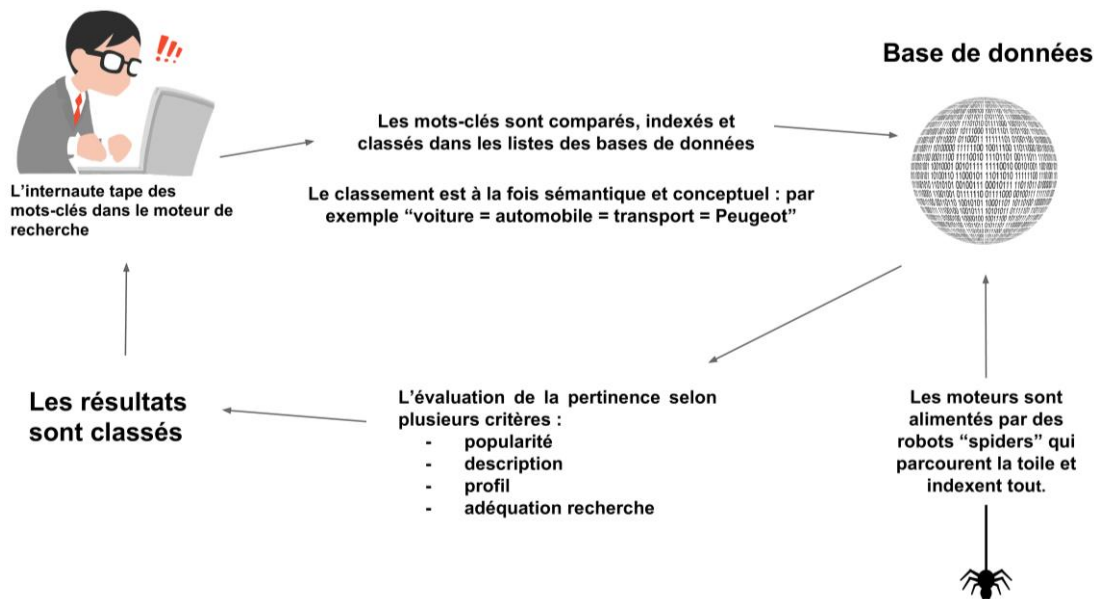 Base de données
Les mots-clés sont comparés, indexés et
classés dans les listes des bases de données
L'internaute tape des
mots-clés dans le moteur de
recherche
Le classement est à la fois sémantique et conceptuel : par
exemple “voiture = automobile = transport = Peugeot”
Les résultats
sont classés
L'évaluation de la pertinence selon
plusieurs critères :
- popularité
- description
- profil
- adéquation recherche
Les moteurs sont
alimentés par des
robots “spiders” qui
parcourent la toile et
indexent tout.